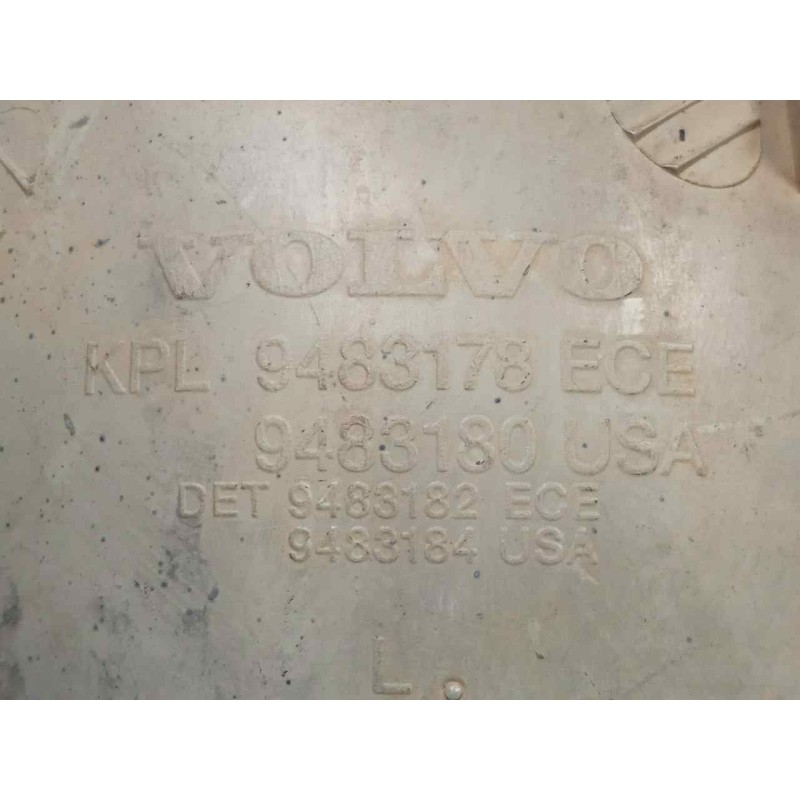 VOLVO
KPL 9483178 ECE
9483180 USA
DET 9483182 ECE
9483184 USA
L.